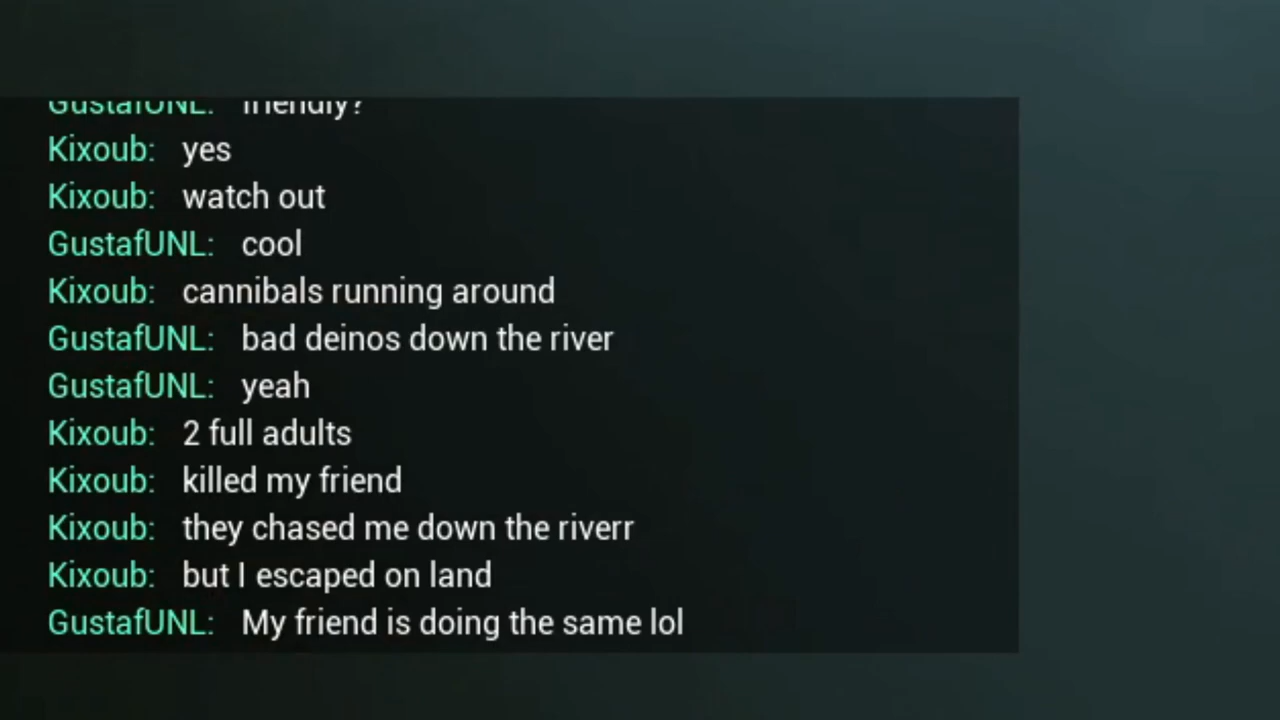 GustafUNL: friendly?
Kixoub: yes
Kixoub: watch out
GustafUNL: cool
Kixoub: cannibals running around
GustafUNL: bad deinos down the river
GustafUNL: yeah
Kixoub: 2 full adults
Kixoub: killed my friend
Kixoub: they chased me down the riverr
Kixoub: but I escaped on land
GustafUNL: My friend is doing the same lol